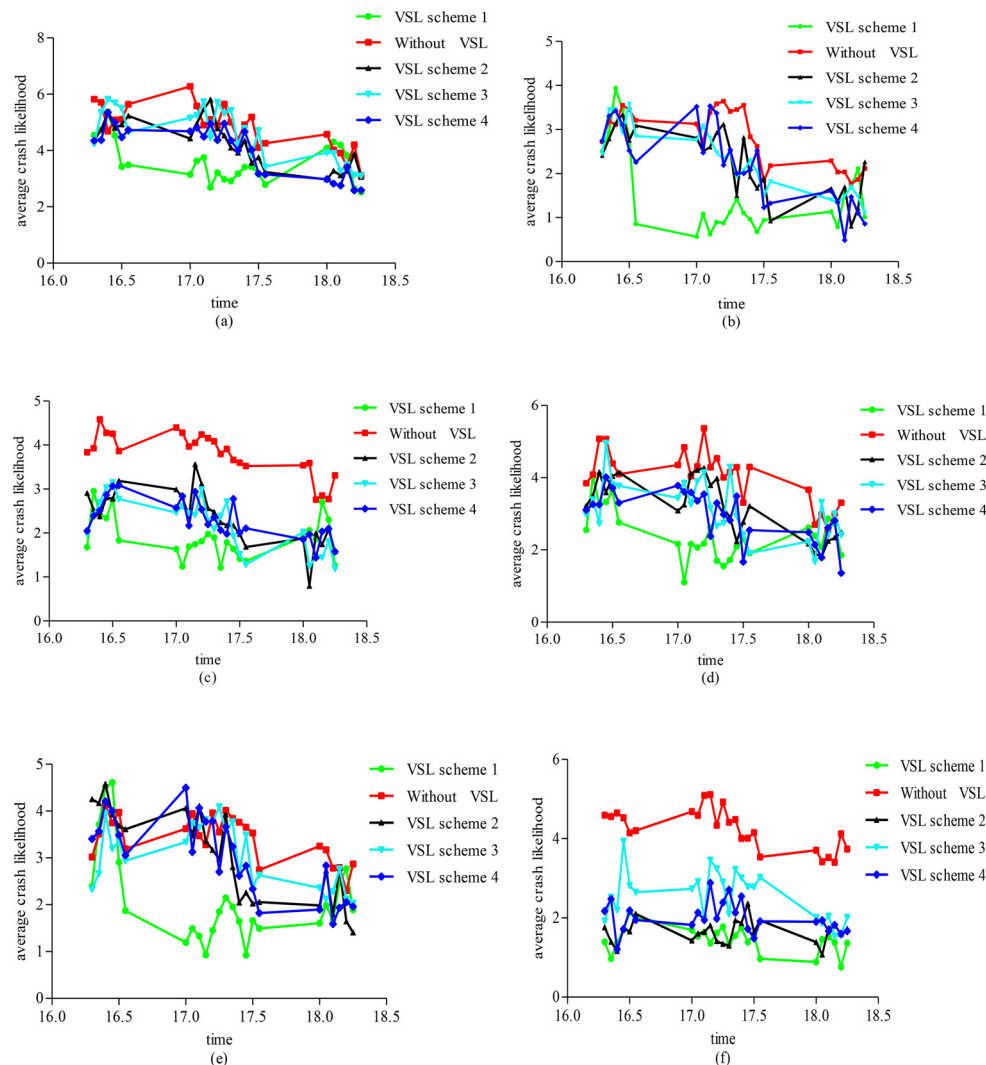 VSL scheme 1
Without VSL
VSL scheme 2
VSL scheme 3
VSL scheme 4
average crash likelihood
8
6
4
2
0
16.0 16.5 17.0 17.5 18.0 18.5
time
(a)
VSL scheme 1
Without VSL
VSL scheme 2
VSL scheme 3
VSL scheme 4
average crash likelihood
5
4
3
2
1
0
16.0 16.5 17.0 17.5 18.0 18.5
time
(b)
VSL scheme 1
Without VSL
VSL scheme 2
VSL scheme 3
VSL scheme 4
average crash likelihood
5
4
3
2
1
0
16.0 16.5 17.0 17.5 18.0 18.5
time
(c)
VSL scheme 1
Without VSL
VSL scheme 2
VSL scheme 3
VSL scheme 4
average crash likelihood
6
4
2
0
16.0 16.5 17.0 17.5 18.0 18.5
time
(d)
VSL scheme 1
Without VSL
VSL scheme 2
VSL scheme 3
VSL scheme 4
average crash likelihood
5
4
3
2
1
0
16.0 16.5 17.0 17.5 18.0 18.5
time
(e)
VSL scheme 1
Without VSL
VSL scheme 2
VSL scheme 3
VSL scheme 4
average crash likelihood
6
4
2
0
16.0 16.5 17.0 17.5 18.0 18.5
time
(f)